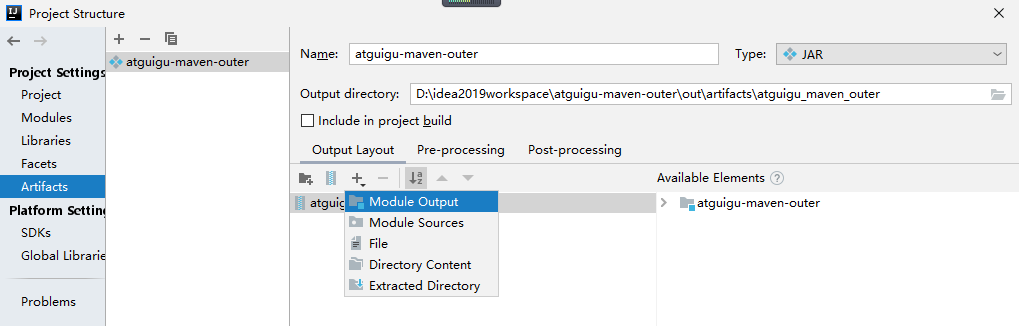 IJ
Project Structure
Project Settings
Project
Modules
Libraries
Facets
Artifacts
Platform Setting
SDKs
Global Librarie
Problems
atguigu-maven-outer
Name: atguigu-maven-outer
Type: JAR
Output directory: D:\idea2019workspace\atguigu-maven-outer\out\artifacts\atguigu_maven_outer
Include in project build
Output Layout Pre-processing Post-processing
Available Elements ?
atguig
Module Output
Module Sources
File
Directory Content
Extracted Directory
atguigu-maven-outer